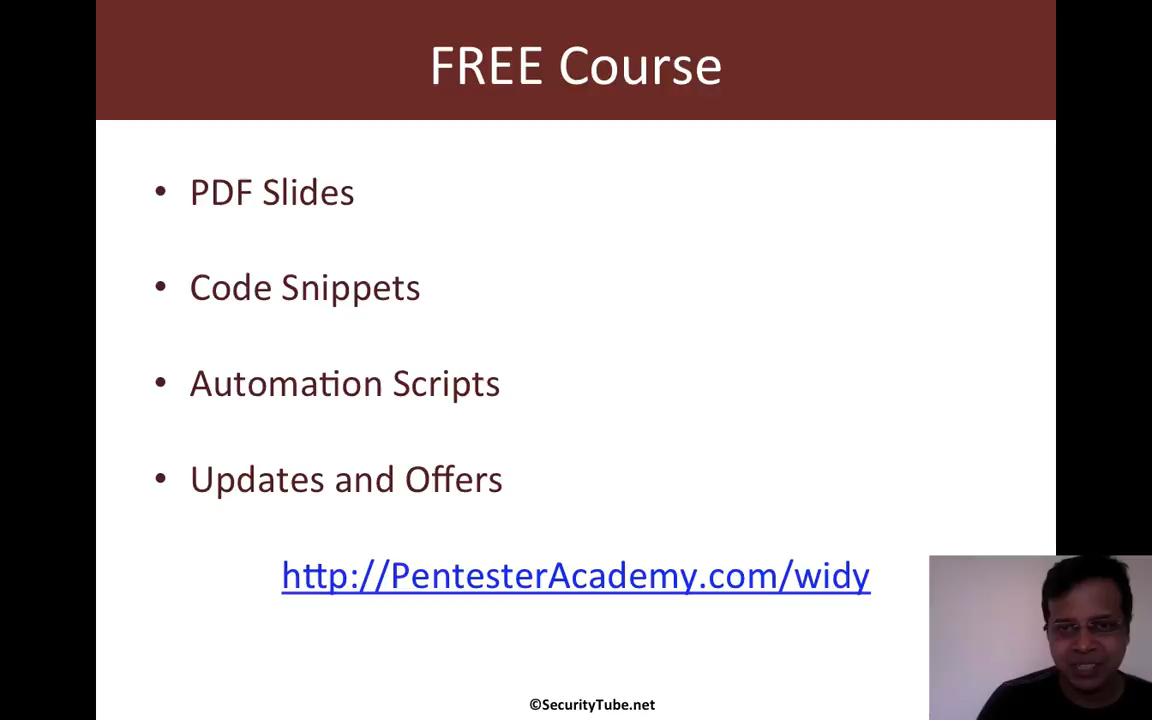 FREE Course
• PDF Slides
• Code Snippets
• Automation Scripts
• Updates and Offers
http://PentesterAcademy.com/widy
©SecurityTube.net